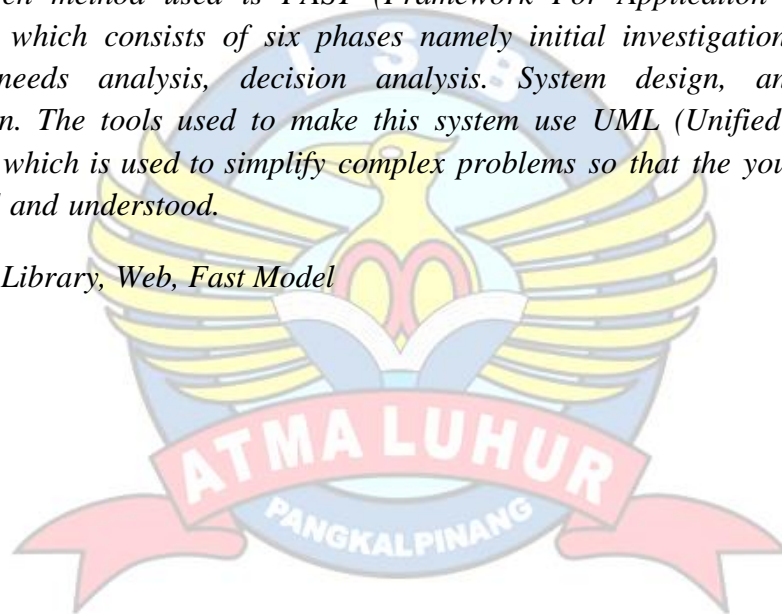 method used is FAST (Framework For Application
which consists of six phases namely initial investigation
needs analysis, decision analysis. System design, an
n. The tools used to make this system use UML (Unified
which is used to simplify complex problems so that the you
and understood.
Library, Web, Fast Model
I S B
ATMA LUHUR
PANGKALPINANG